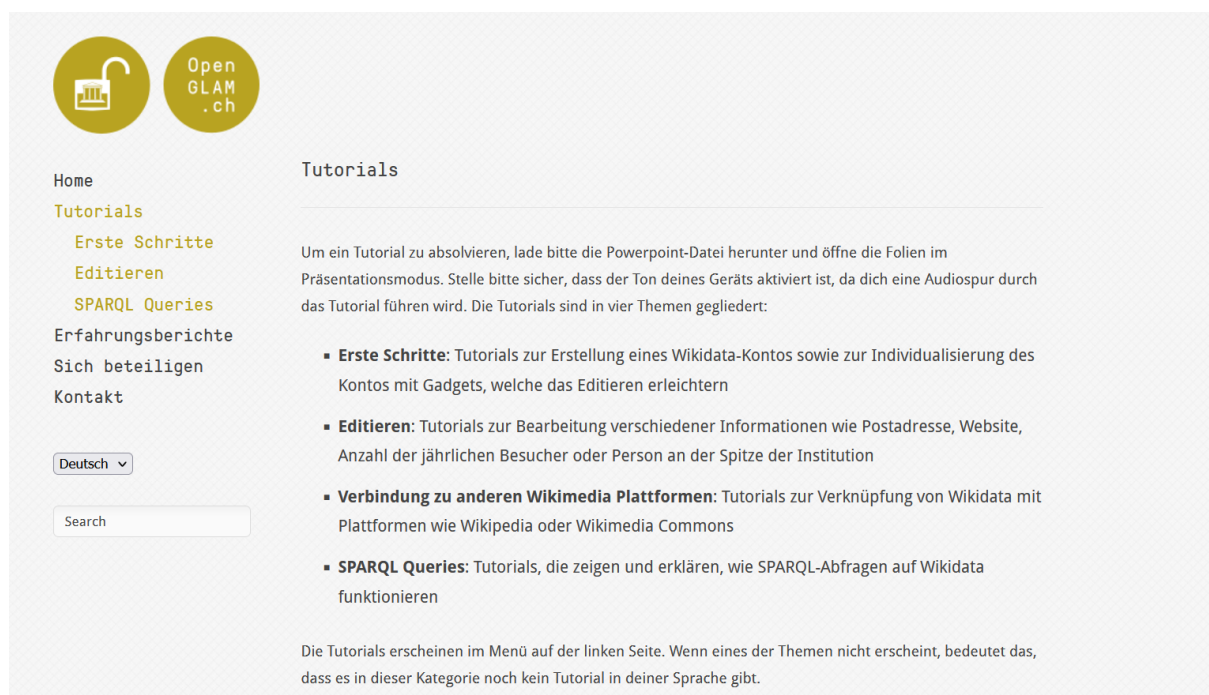 Open
GLAM
.ch
Home
Tutorials
Erste Schritte
Editieren
SPARQL Queries
Erfahrungsberichte
Sich beteiligen
Kontakt
Deutsch
Search
Tutorials
Um ein Tutorial zu absolvieren, lade bitte die Powerpoint-Datei herunter und öffne die Folien im
Präsentationsmodus. Stelle bitte sicher, dass der Ton deines Geräts aktiviert ist, da dich eine Audiospur durch
das Tutorial führen wird. Die Tutorials sind in vier Themen gegliedert:
▪ Erste Schritte: Tutorials zur Erstellung eines Wikidata-Kontos sowie zur Individualisierung des
Kontos mit Gadgets, welche das Editieren erleichtern
▪ Editieren: Tutorials zur Bearbeitung verschiedener Informationen wie Postadresse, Website,
Anzahl der jährlichen Besucher oder Person an der Spitze der Institution
▪ Verbindung zu anderen Wikimedia Plattformen: Tutorials zur Verknüpfung von Wikidata mit
Plattformen wie Wikipedia oder Wikimedia Commons
▪ SPARQL Queries: Tutorials, die zeigen und erklären, wie SPARQL-Abfragen auf Wikidata
funktionieren
Die Tutorials erscheinen im Menü auf der linken Seite. Wenn eines der Themen nicht erscheint, bedeutet das,
dass es in dieser Kategorie noch kein Tutorial in deiner Sprache gibt.